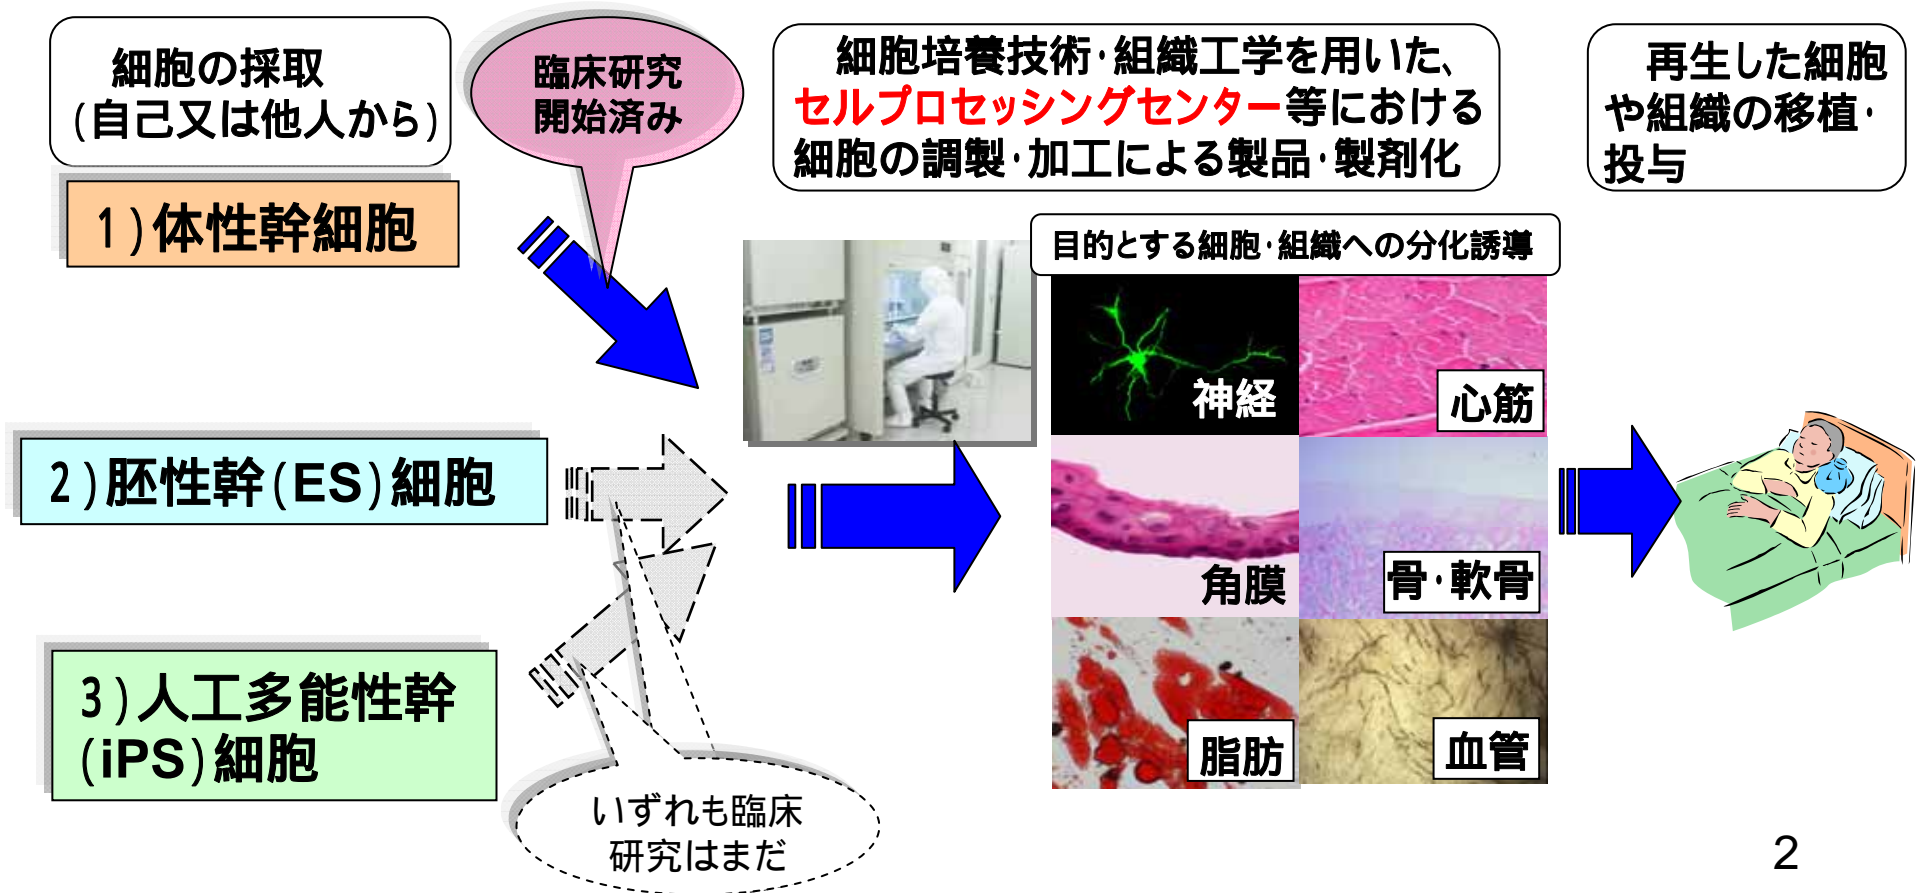 細胞の採取
(自己又は他人から)
臨床研究
開始済み
細胞培養技術・組織工学を用いた、
セルプロセッシングセンター等における
細胞の調製・加工による製品・製剤化
再生した細胞
や組織の移植・
投与
1)体性幹細胞
目的とする細胞・組織への分化誘導
神経
心筋
2)胚性幹(ES)細胞
角膜
骨・軟骨
3)人工多能性幹
(iPS)細胞
脂肪
血管
いずれも臨床
研究はまだ
2